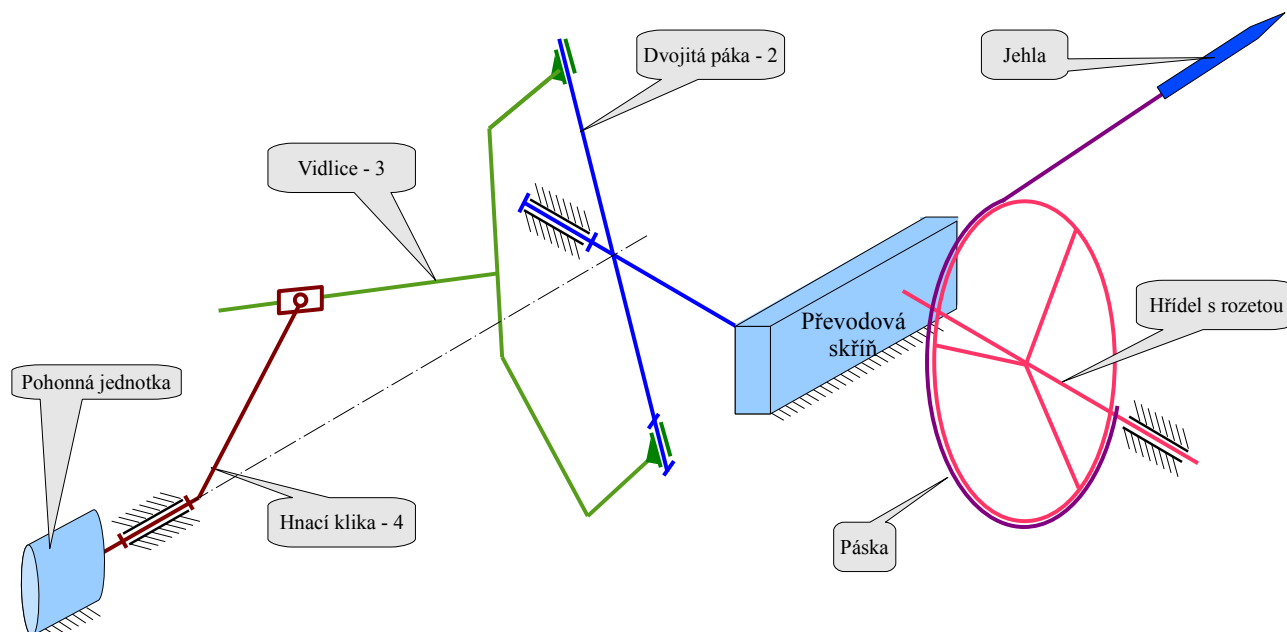 Dvojitá páka - 2
Jehla
Vidlice - 3
Převodová
skříň
Hřídel s rozetou
Pohonná jednotka
Hnací klika - 4
Páska